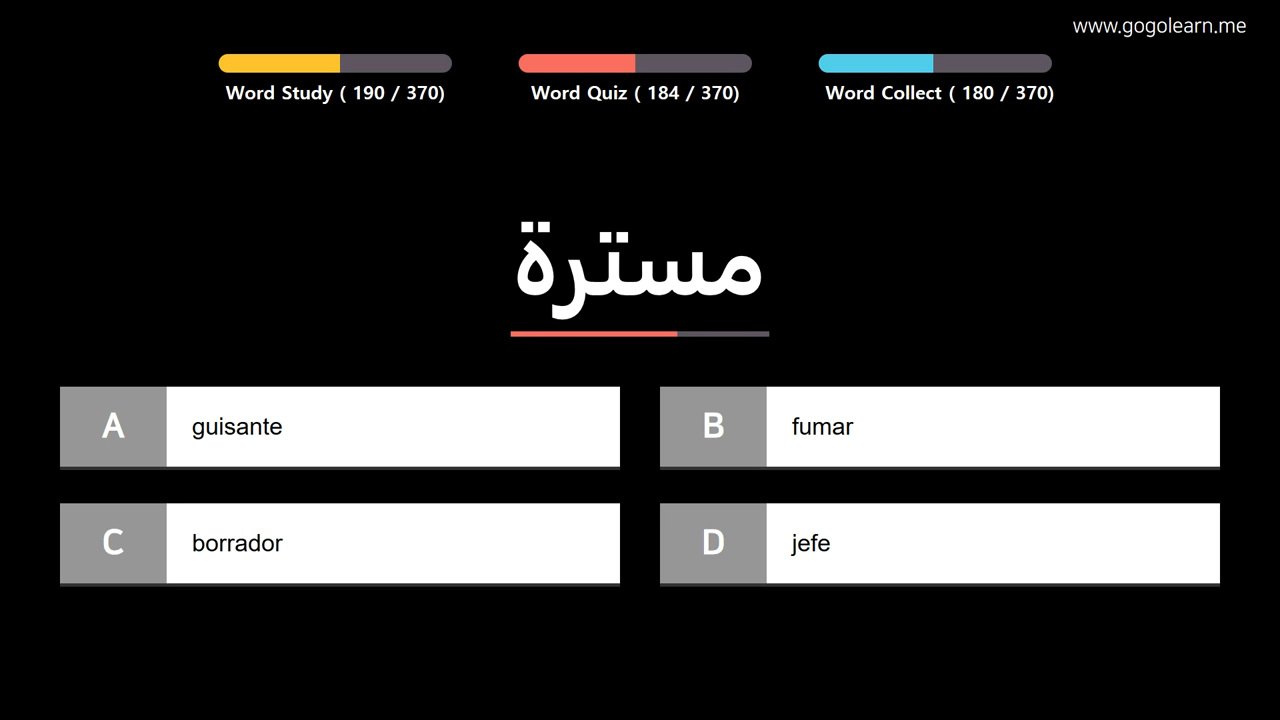 www.gogolearn.me
Word Study ( 190 / 370)
Word Quiz ( 184 / 370)
Word Collect ( 180 / 370)
مسترة
A guisante
B fumar
C borrador
D jefe